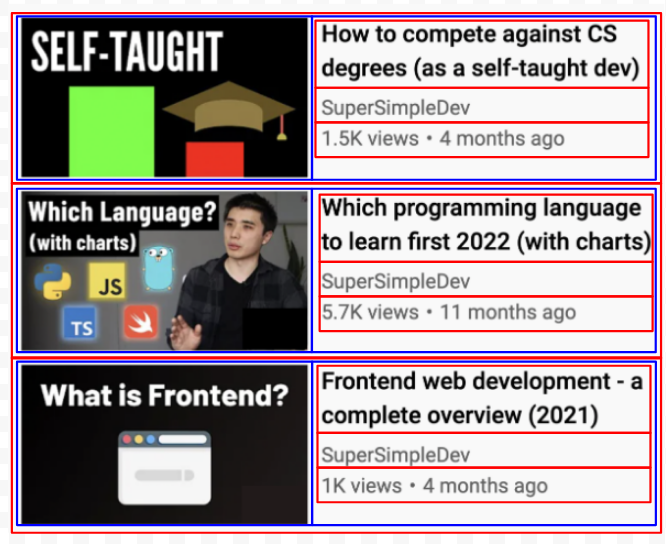 SELF-TAUGHT
How to compete against CS
degrees (as a self-taught dev)
SuperSimpleDev
1.5K views • 4 months ago
Which Language?
(with charts)
JS
TS
Which programming language
to learn first 2022 (with charts)
SuperSimpleDev
5.7K views • 11 months ago
What is Frontend?
Frontend web development - a
complete overview (2021)
SuperSimpleDev
1K views • 4 months ago